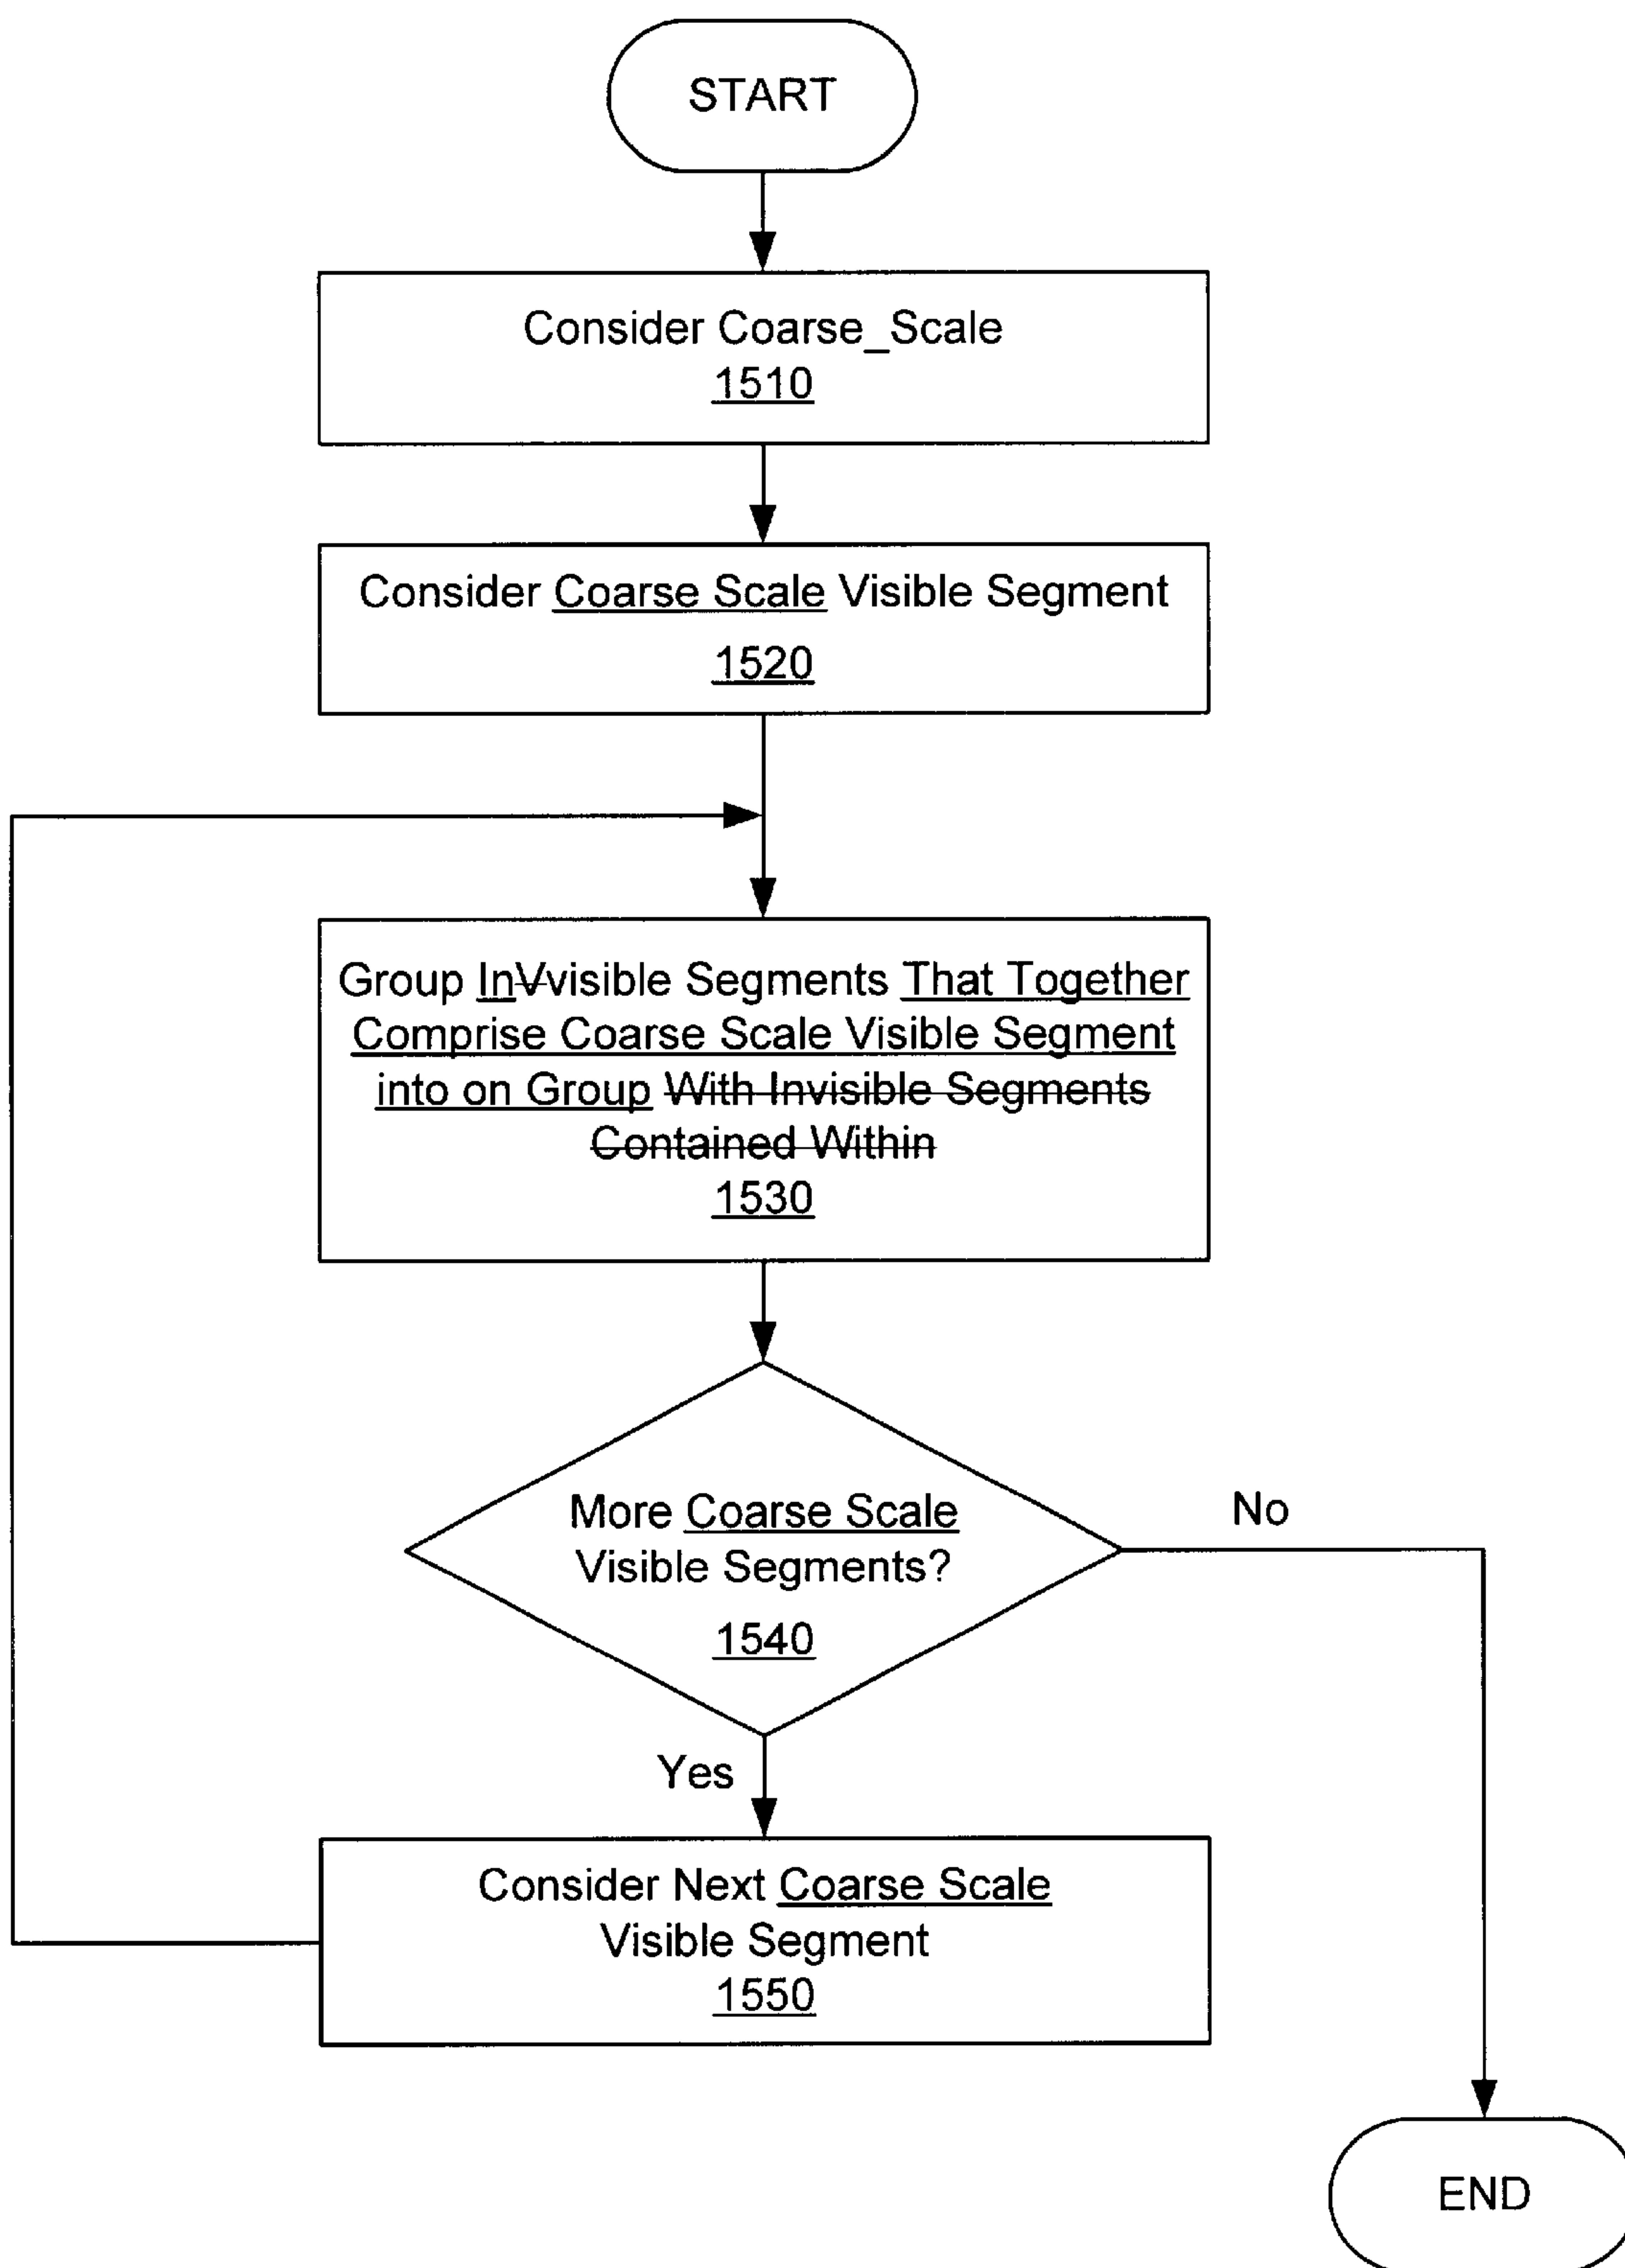 START
Consider Coarse_Scale
1510
Consider Coarse Scale Visible Segment
1520
Group InVvisible Segments That Together
Comprise Coarse Scale Visible Segment
into on Group With Invisible Segments
Contained Within
1530
More Coarse Scale
Visible Segments?
1540
No
Yes
Consider Next Coarse Scale
Visible Segment
1550
END